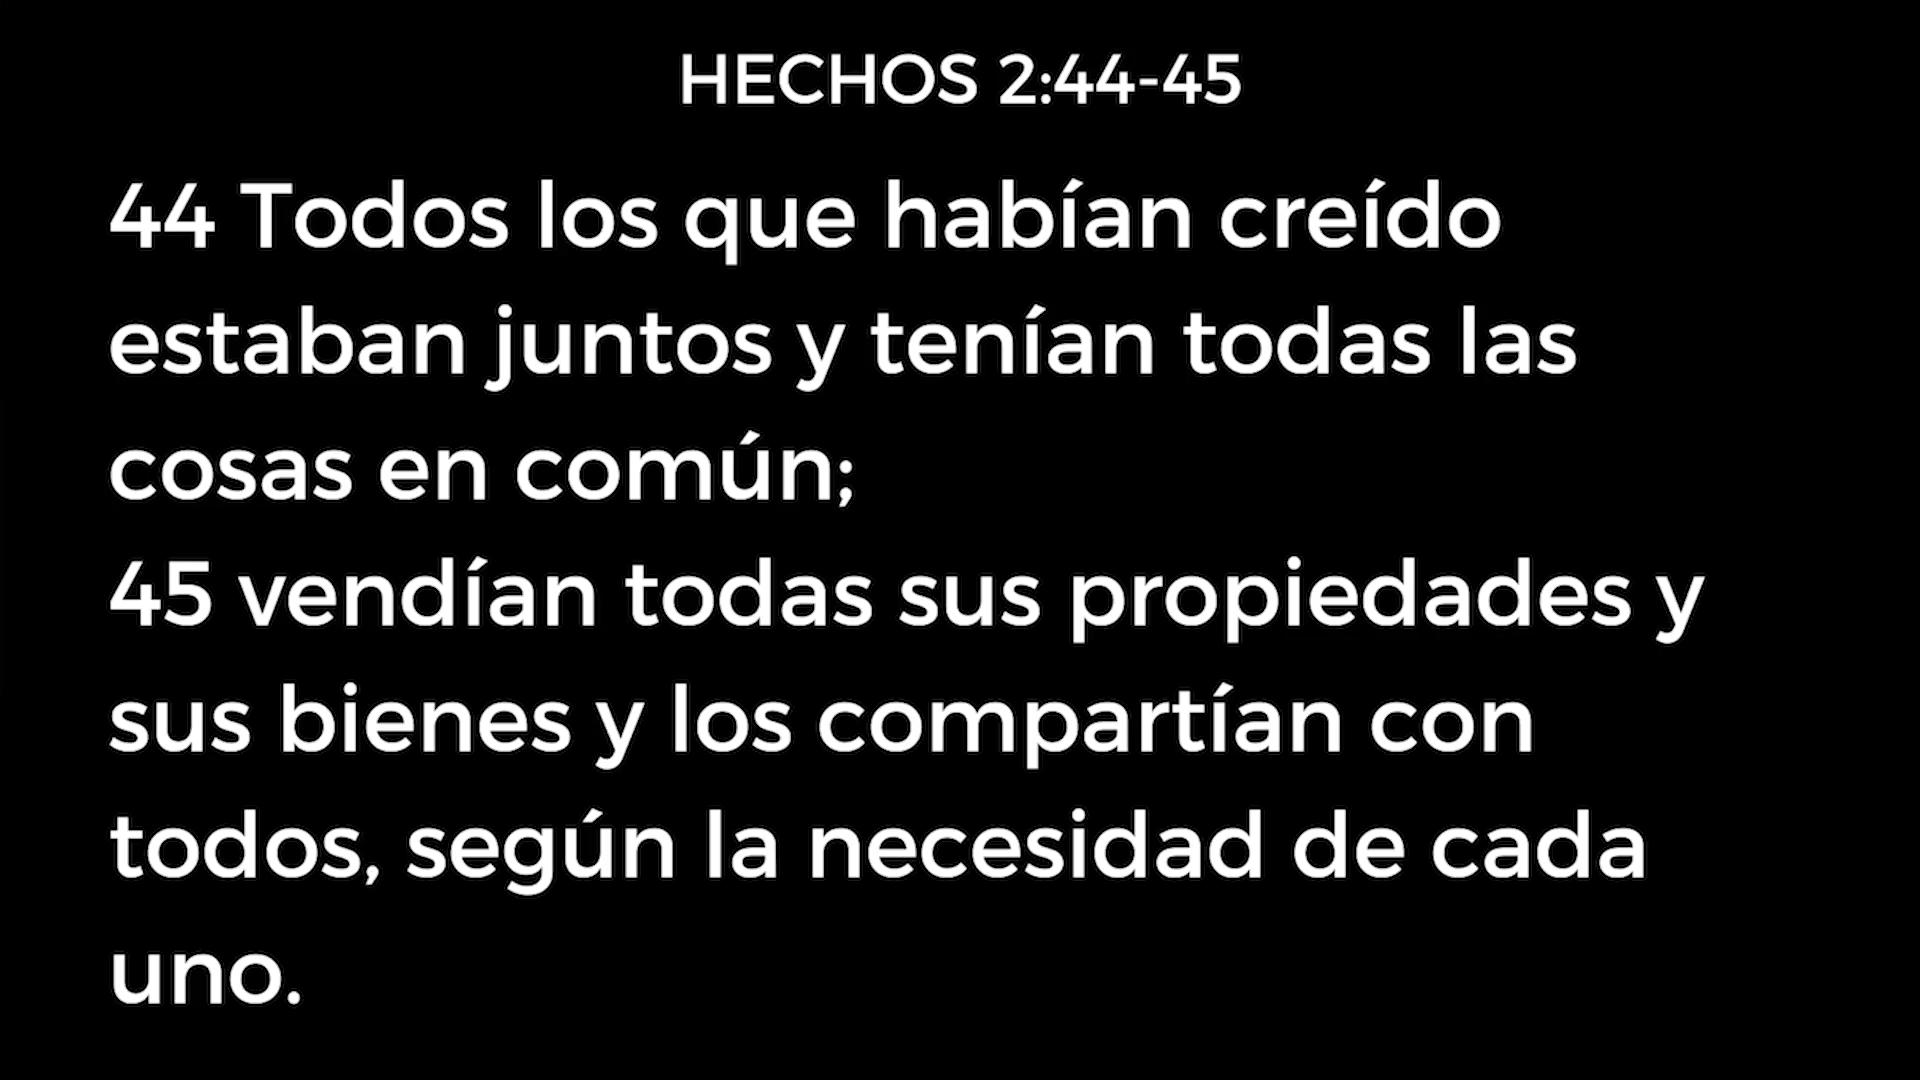 HECHOS 2:44-45
44 Todos los que habían creído
estaban juntos y tenían todas las
cosas en común;
45 vendían todas sus propiedades y
sus bienes y los compartían con
todos, según la necesidad de cada
uno.